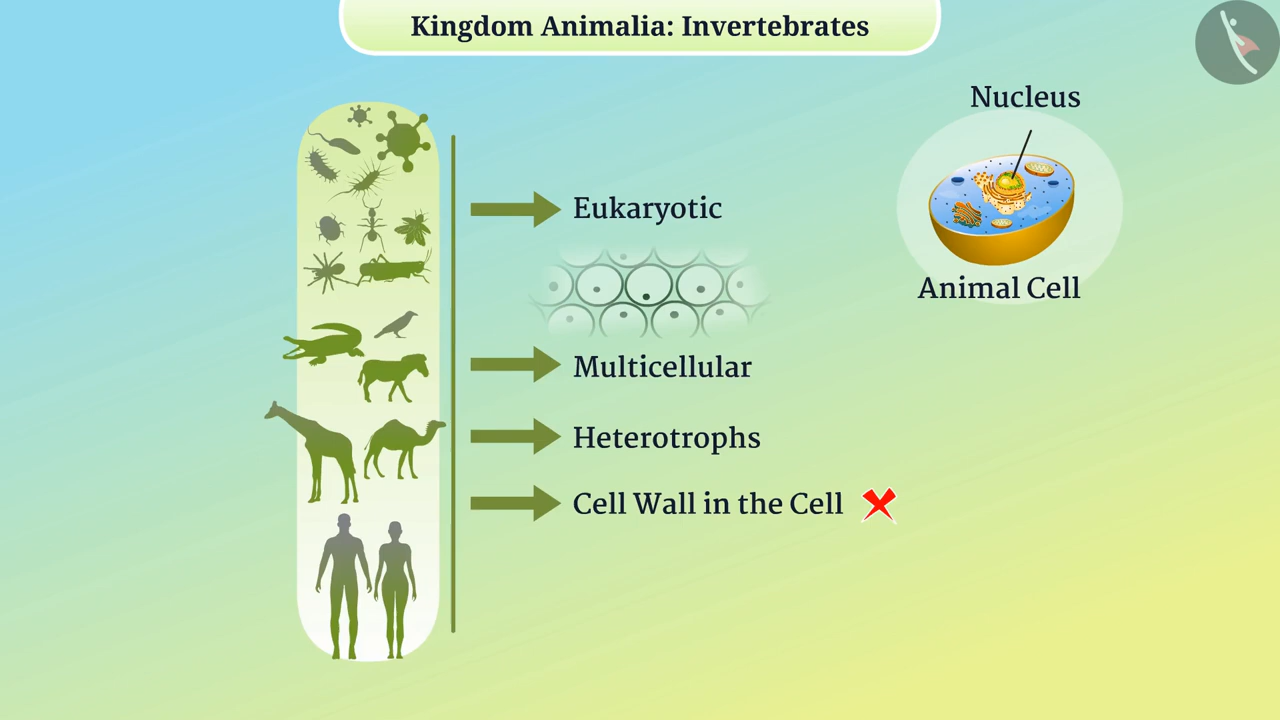 Kingdom Animalia: Invertebrates
Nucleus
Eukaryotic
Animal Cell
Multicellular
Heterotrophs
Cell Wall in the Cell